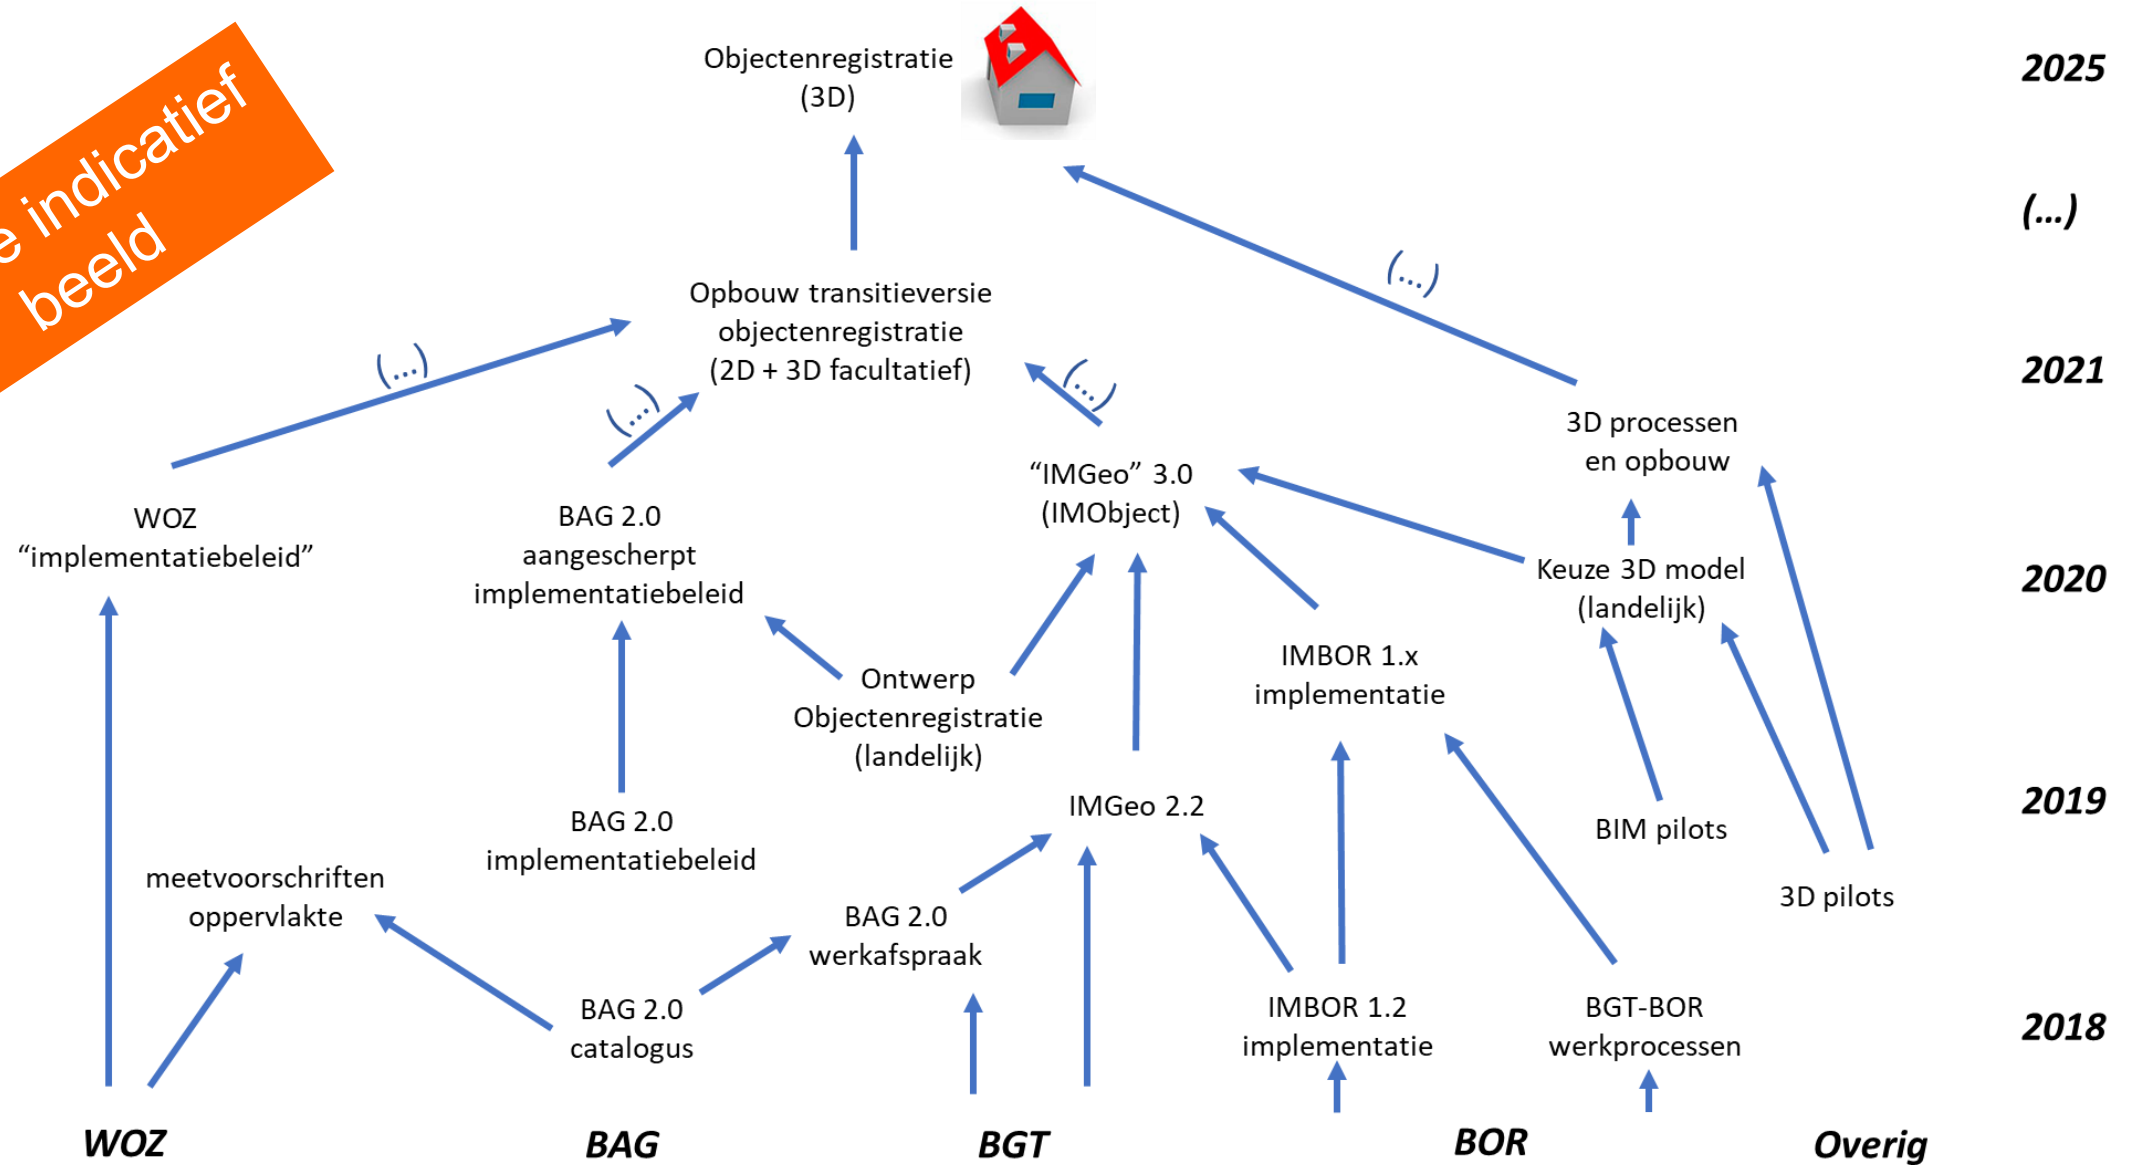 Objectenregistratie
(3D)
2025
indicatief
beeld
(...)
(...)
Opbouw transitieversie
objectenregistratie
(2D + 3D facultatief)
(...)
(...)
(...)
2021
3D processen
en opbouw
“IMGeo” 3.0
(IMObject)
WOZ
“implementatiebeleid”
BAG 2.0
aangescherpt
implementatiebeleid
Keuze 3D model
(landelijk)
2020
IMBOR 1.x
implementatie
Ontwerp
Objectenregistratie
(landelijk)
IMGeo 2.2
2019
BAG 2.0
implementatiebeleid
BIM pilots
meetvoorschriften
oppervlakte
3D pilots
BAG 2.0
werkafspraak
BAG 2.0
catalogus
IMBOR 1.2
implementatie
BGT-BOR
werkprocessen
2018
WOZ
BAG
BGT
BOR
Overig